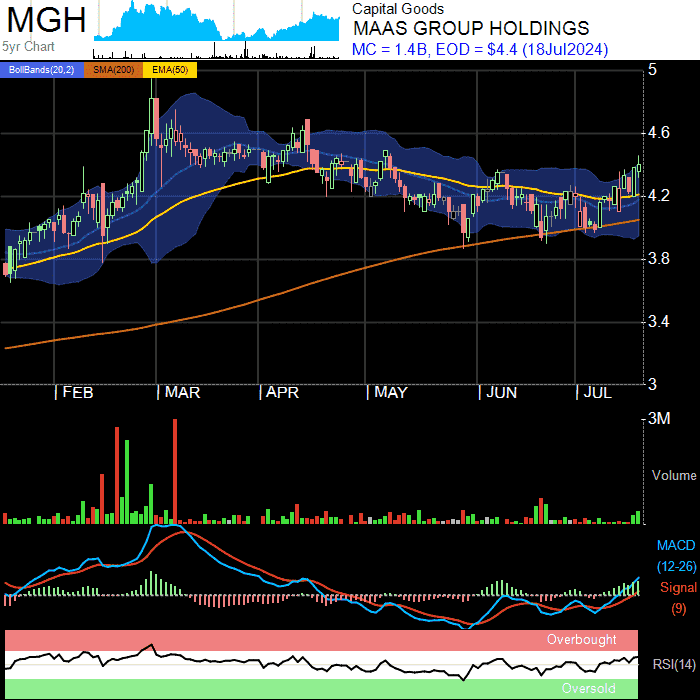 MGH
5yr Chart
Capital Goods
MAAS GROUP HOLDINGS
MC = 1.4B, EOD = $4.4 (18Jul2024)
BollBands(20,2) SMA(200) EMA(50)
5
4.6
4.2
3.8
3.4
3
FEB MAR APR MAY JUN JUL
3M
Volume
MACD
(12-26)
Signal
(9)
Overbought
RSI(14)
Oversold